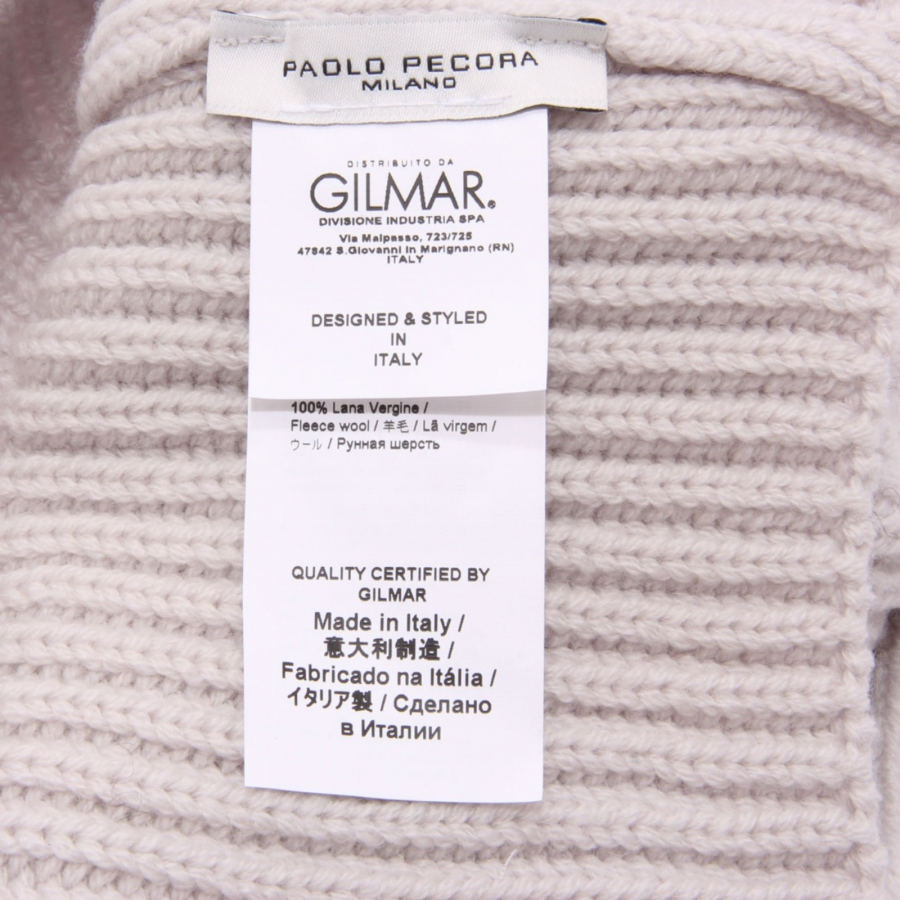 PAOLO PECORA
MILANO
DISTRIBUITO DA
GILMAR®
DIVISIONE INDUSTRIA SPA
Via Malpasso, 723/725
47842 S.Giovanni in Marignano (RN)
ITALY
DESIGNED & STYLED
IN
ITALY
100% Lana Vergine /
Fleece wool / 羊毛 / Lã virgem /
ウール / Рунная шерсть
QUALITY CERTIFIED BY
GILMAR
Made in Italy /
意大利制造 /
Fabricado na Itália /
イタリア製 / Сделано
в Италии